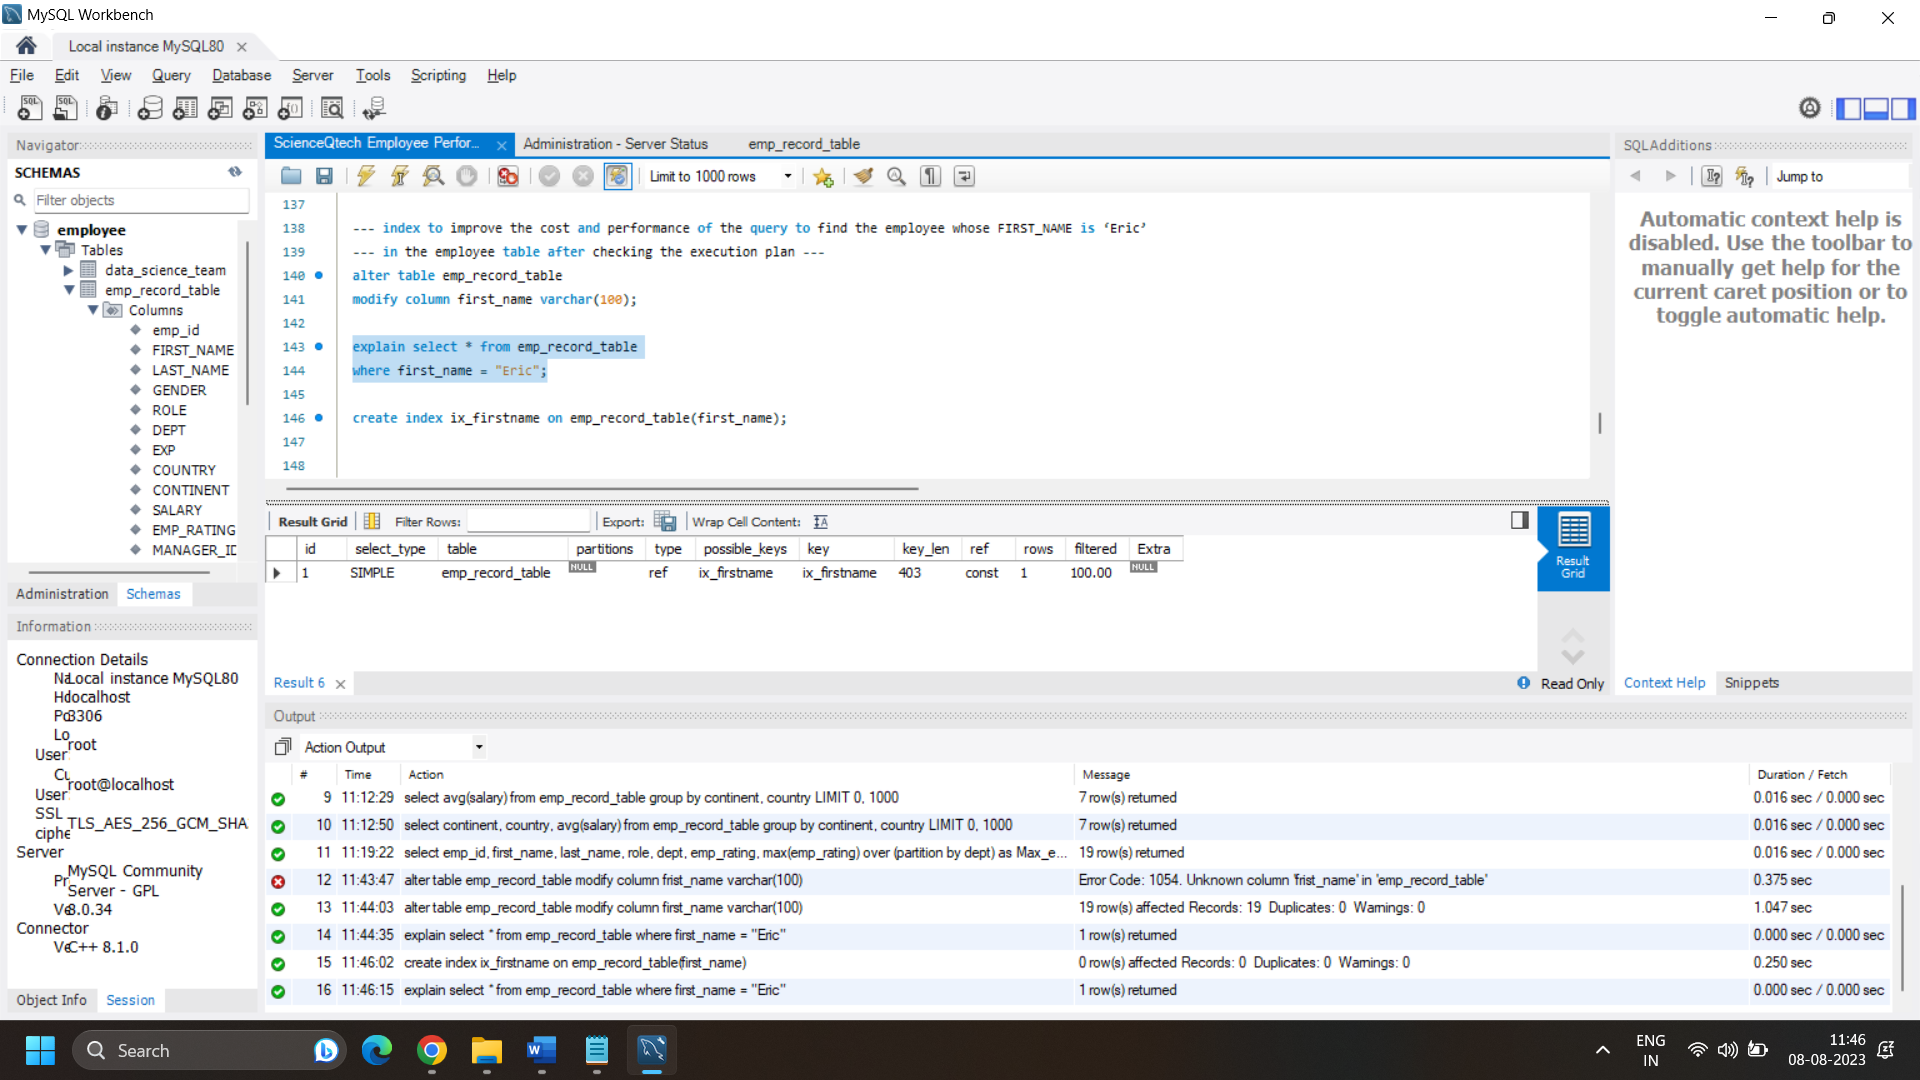 MySQL Workbench
Local instance MySQL80
File Edit View Query Database Server Tools Scripting Help
Navigator
SCHEMAS
Filter objects
employee
Tables
data_science_team
emp_record_table
Columns
emp_id
FIRST_NAME
LAST_NAME
GENDER
ROLE
DEPT
EXP
COUNTRY
CONTINENT
SALARY
EMP_RATING
MANAGER_ID
Administration Schemas
Information
Connection Details
Local instance MySQL80
localhost
3306
root
User
root@localhost
User
SSL
ciphe TLS_AES_256_GCM_SHA
Server
MySQL Community
Server - GPL
8.0.34
Connector
C++ 8.1.0
Object Info Session
ScienceQtech Employee Perfor... Administration - Server Status emp_record_table
Limit to 1000 rows
137
138 --- index to improve the cost and performance of the query to find the employee whose FIRST_NAME is ‘Eric’
139 --- in the employee table after checking the execution plan ---
140 alter table emp_record_table
141 modify column first_name varchar(100);
142
143 explain select * from emp_record_table
144 where first_name = "Eric";
145
146 create index ix_firstname on emp_record_table(first_name);
147
148
Result Grid Filter Rows: Export: Wrap Cell Content:
id select_type table partitions type possible_keys key key_len ref rows filtered Extra
1 SIMPLE emp_record_table NULL ref ix_firstname ix_firstname 403 const 1 100.00 NULL
Result
Grid
Result 6 Read Only
Output
Action Output
# Time Action Message Duration / Fetch
9 11:12:29 select avg(salary) from emp_record_table group by continent, country LIMIT 0, 1000 7 row(s) returned 0.016 sec / 0.000 sec
10 11:12:50 select continent, country, avg(salary) from emp_record_table group by continent, country LIMIT 0, 1000 7 row(s) returned 0.016 sec / 0.000 sec
11 11:19:22 select emp_id, first_name, last_name, role, dept, emp_rating, max(emp_rating) over (partition by dept) as Max_e... 19 row(s) returned 0.016 sec / 0.000 sec
12 11:43:47 alter table emp_record_table modify column frist_name varchar(100) Error Code: 1054. Unknown column 'frist_name' in 'emp_record_table' 0.375 sec
13 11:44:03 alter table emp_record_table modify column first_name varchar(100) 19 row(s) affected Records: 19 Duplicates: 0 Warnings: 0 1.047 sec
14 11:44:35 explain select * from emp_record_table where first_name = "Eric" 1 row(s) returned 0.000 sec / 0.000 sec
15 11:46:02 create index ix_firstname on emp_record_table(first_name) 0 row(s) affected Records: 0 Duplicates: 0 Warnings: 0 0.250 sec
16 11:46:15 explain select * from emp_record_table where first_name = "Eric" 1 row(s) returned 0.000 sec / 0.000 sec
SQLAdditions
Jump to
Automatic context help is
disabled. Use the toolbar to
manually get help for the
current caret position or to
toggle automatic help.
Context Help Snippets
Search
ENG
IN
11:46
08-08-2023